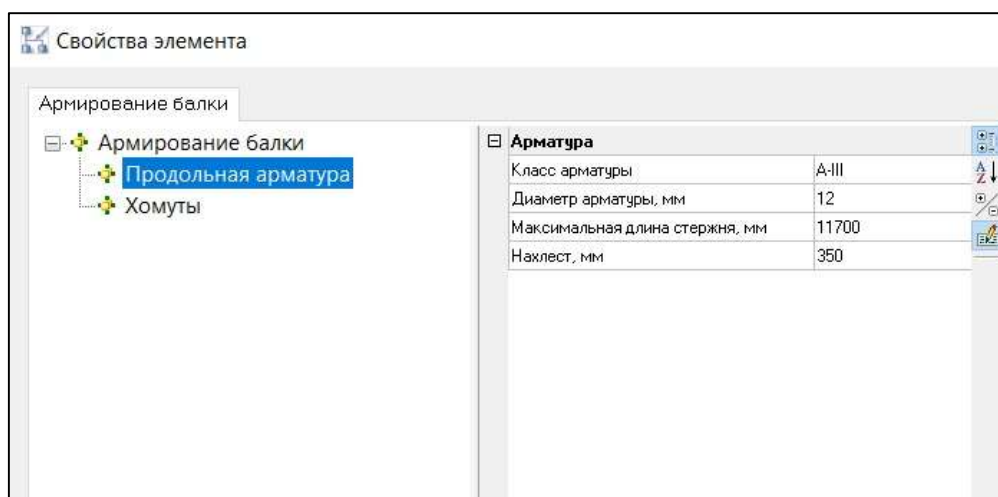 Свойства элемента
Армирование балки
Армирование балки
Продольная арматура
Хомуты
Арматура
Класс арматуры A-III
Диаметр арматуры, мм 12
Максимальная длина стержня, мм 11700
Нахлест, мм 350